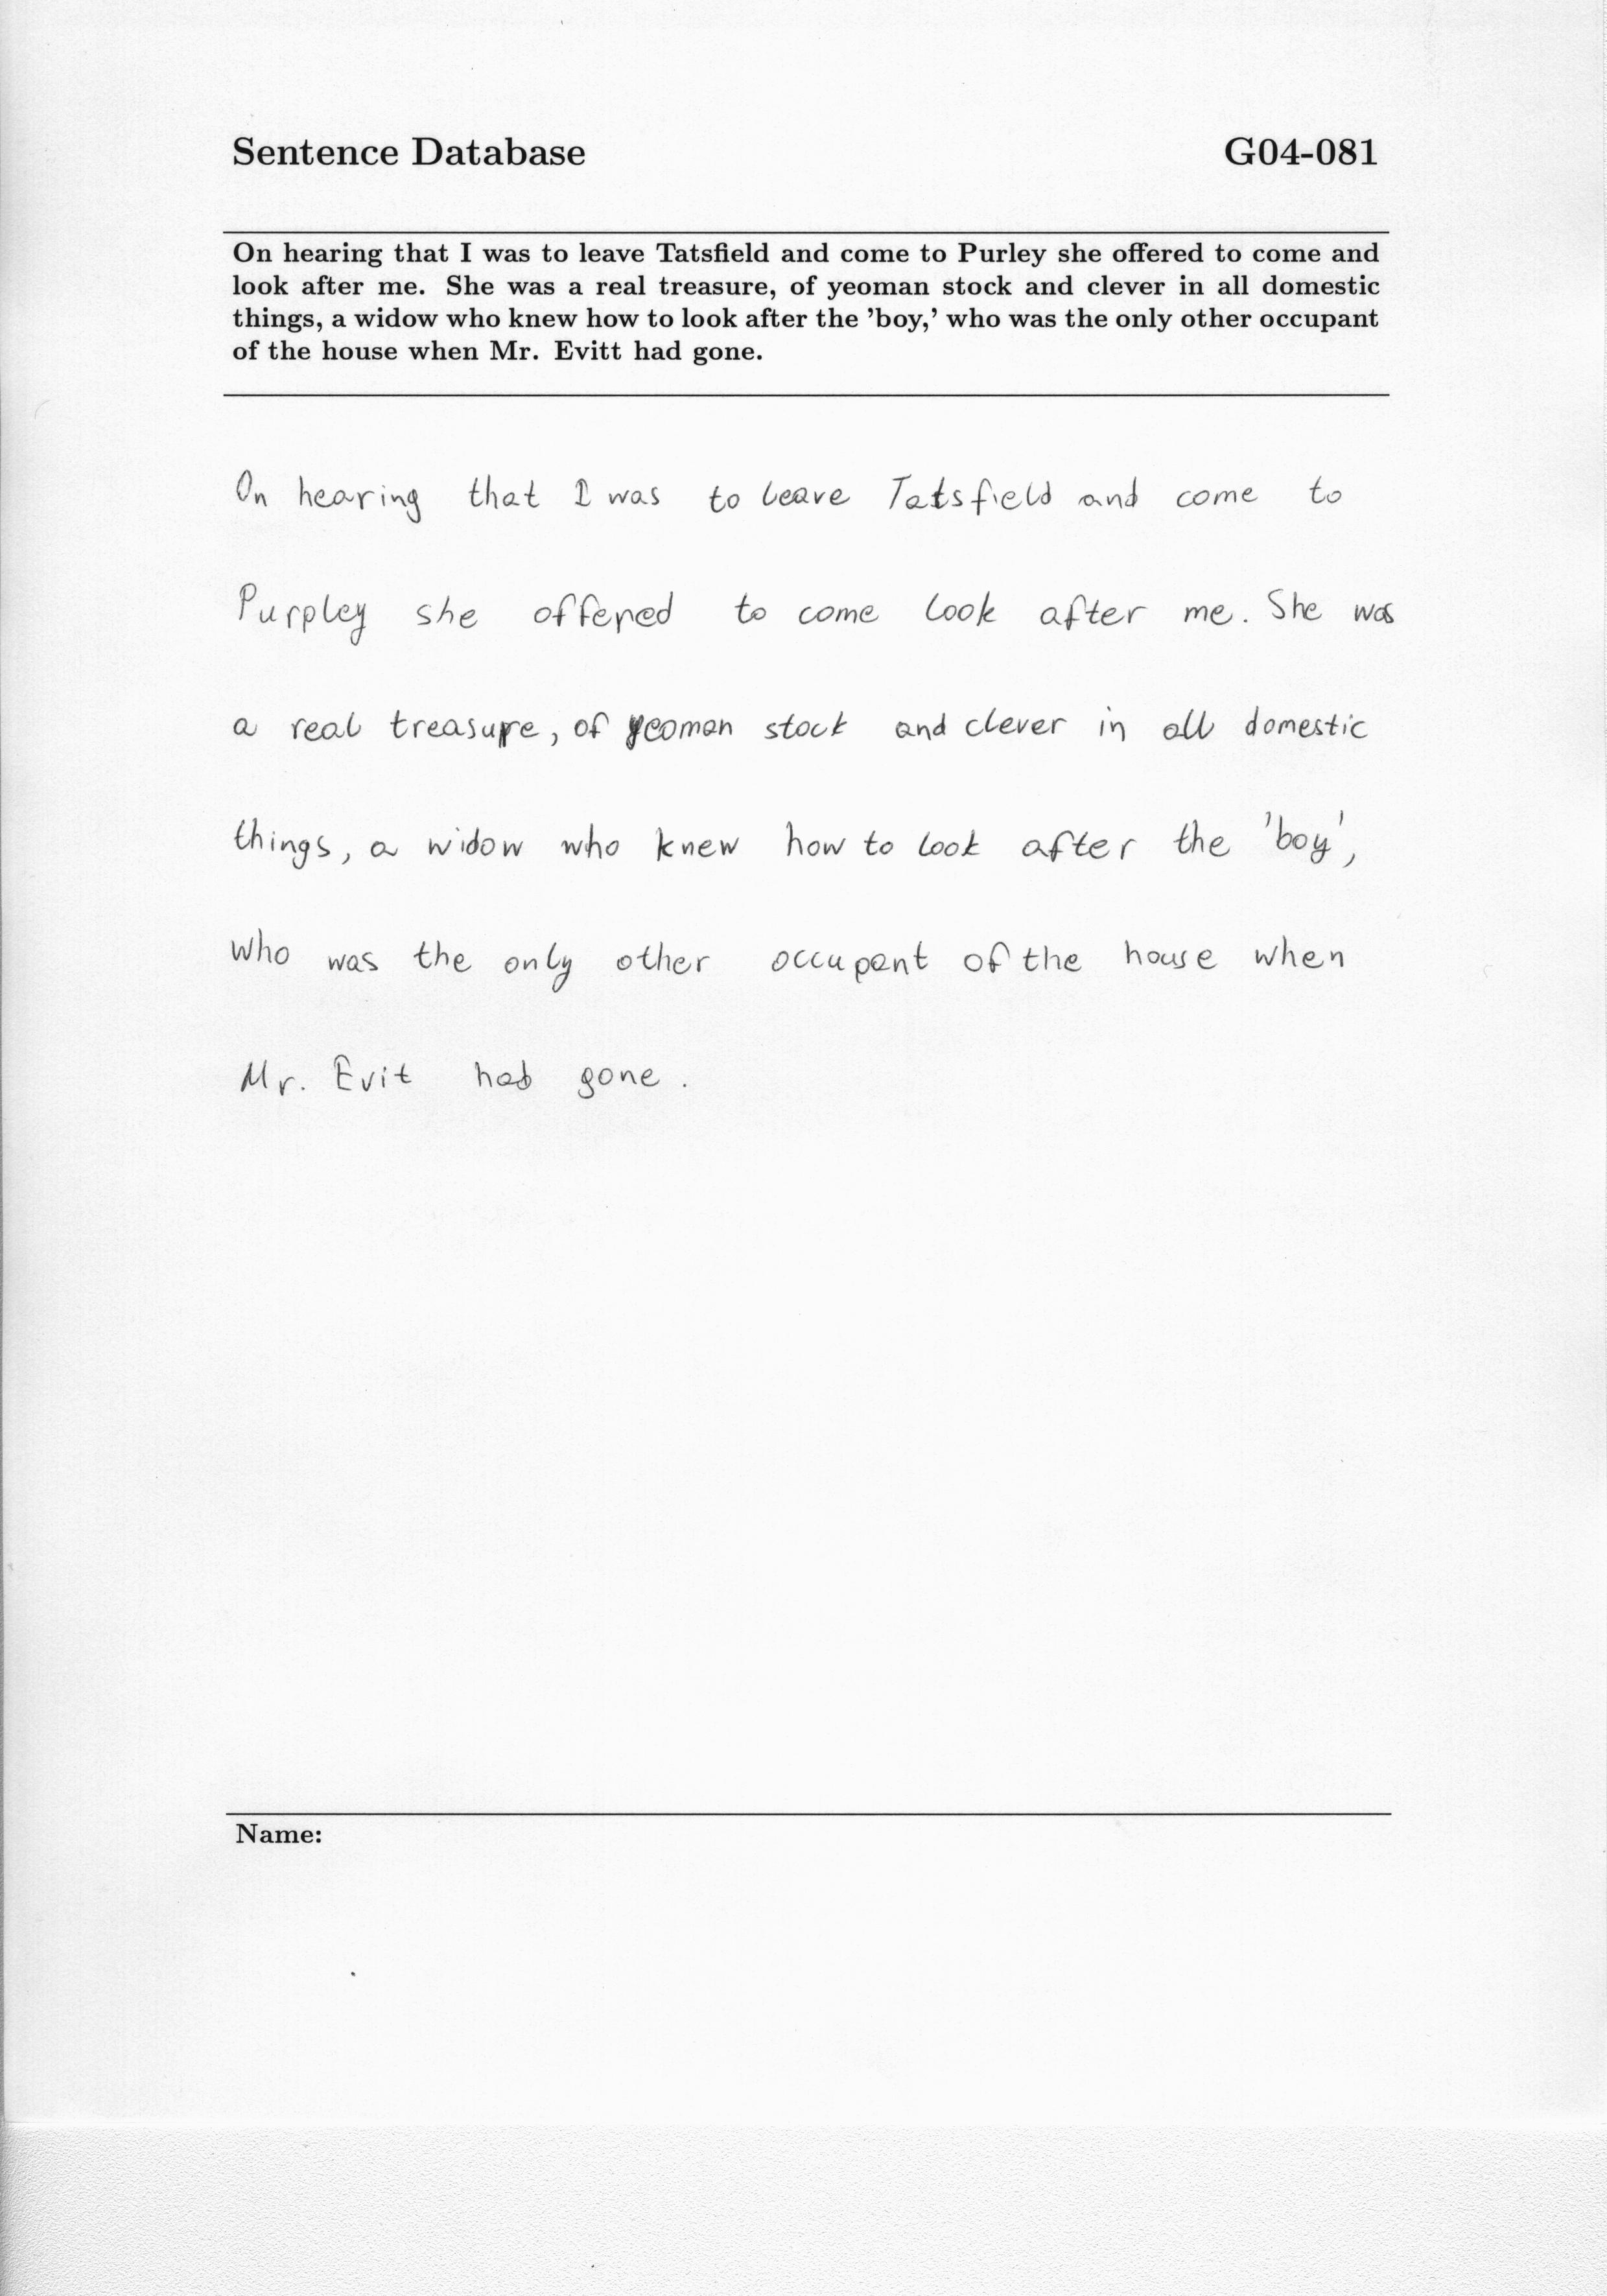 Sentence Database G04-081
On hearing that I was to leave Tatsfield and come to Purley she offered to come and
look after me. She was a real treasure, of yeoman stock and clever in all domestic
things, a widow who knew how to look after the 'boy,' who was the only other occupant
of the house when Mr. Evitt had gone.
On hearing that I was to leave Tatsfield and come to
Purpley she offered to come look after me. She was
a real treasure, of yeoman stock and clever in all domestic
things, a widow who knew how to look after the 'boy',
who was the only other occupant of the house when
Mr. Evit had gone.
Name: